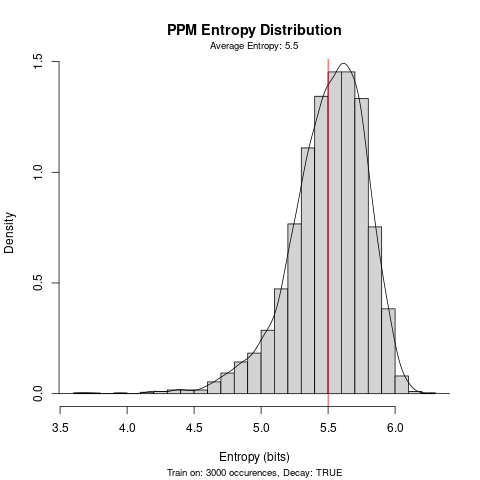 PPM Entropy Distribution
Average Entropy: 5.5
1.5
1.0
0.5
0.0
Density
3.5 4.0 4.5 5.0 5.5 6.0
Entropy (bits)
Train on: 3000 occurences, Decay: TRUE